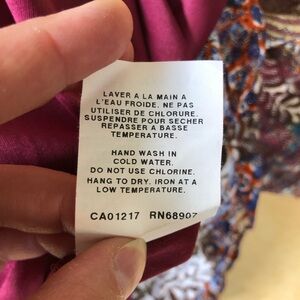 LAVER A LA MAIN A
L'EAU FROIDE. NE PAS
UTILISER DE CHLORURE.
SUSPENDRE POUR SECHER
REPASSER A BASSE
TEMPERATURE.
HAND WASH IN
COLD WATER.
DO NOT USE CHLORINE.
HANG TO DRY. IRON AT A
LOW TEMPERATURE.
CA01217 RN68907